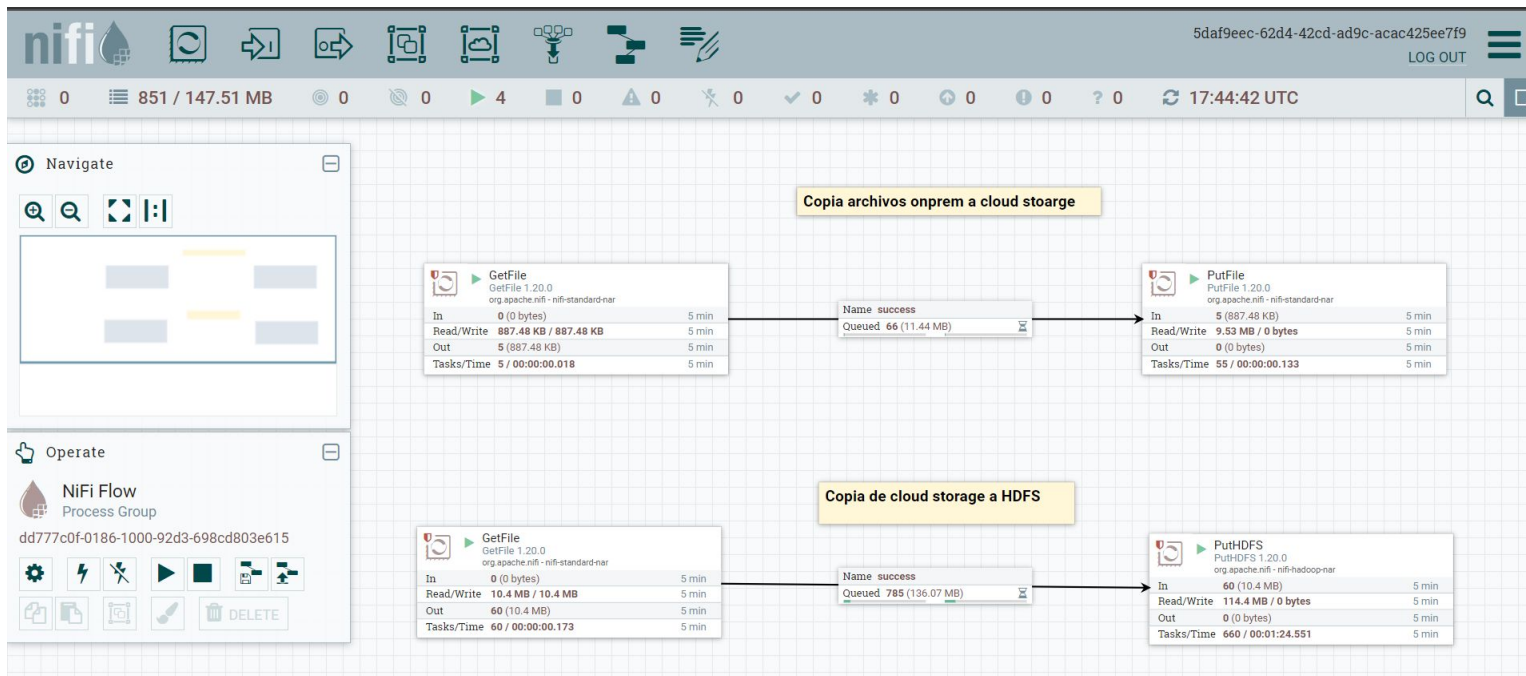 nifi
5daf9eec-62d4-42cd-ad9c-acac425ee7f9
LOG OUT
0 851 / 147.51 MB 0 0 4 0 0 0 0 0 0 0 ? 0 17:44:42 UTC
Navigate
Copia archivos onprem a cloud stoarge
GetFile
GetFile 1.20.0
org.apache.nifi - nifi-standard-nar
In 0 (0 bytes) 5 min
Read/Write 887.48 KB / 887.48 KB 5 min
Out 5 (887.48 KB) 5 min
Tasks/Time 5 / 00:00:00.018 5 min
Name success
Queued 66 (11.44 MB)
PutFile
PutFile 1.20.0
org.apache.nifi - nifi-standard-nar
In 5 (887.48 KB) 5 min
Read/Write 9.53 MB / 0 bytes 5 min
Out 0 (0 bytes) 5 min
Tasks/Time 55 / 00:00:00.133 5 min
Operate
NiFi Flow
Process Group
dd777c0f-0186-1000-92d3-698cd803e615
DELETE
Copia de cloud storage a HDFS
GetFile
GetFile 1.20.0
org.apache.nifi - nifi-standard-nar
In 0 (0 bytes) 5 min
Read/Write 10.4 MB / 10.4 MB 5 min
Out 60 (10.4 MB) 5 min
Tasks/Time 60 / 00:00:00.173 5 min
Name success
Queued 785 (136.07 MB)
PutHDFS
PutHDFS 1.20.0
org.apache.nifi - nifi-hadoop-nar
In 60 (10.4 MB) 5 min
Read/Write 114.4 MB / 0 bytes 5 min
Out 0 (0 bytes) 5 min
Tasks/Time 660 / 00:01:24.551 5 min